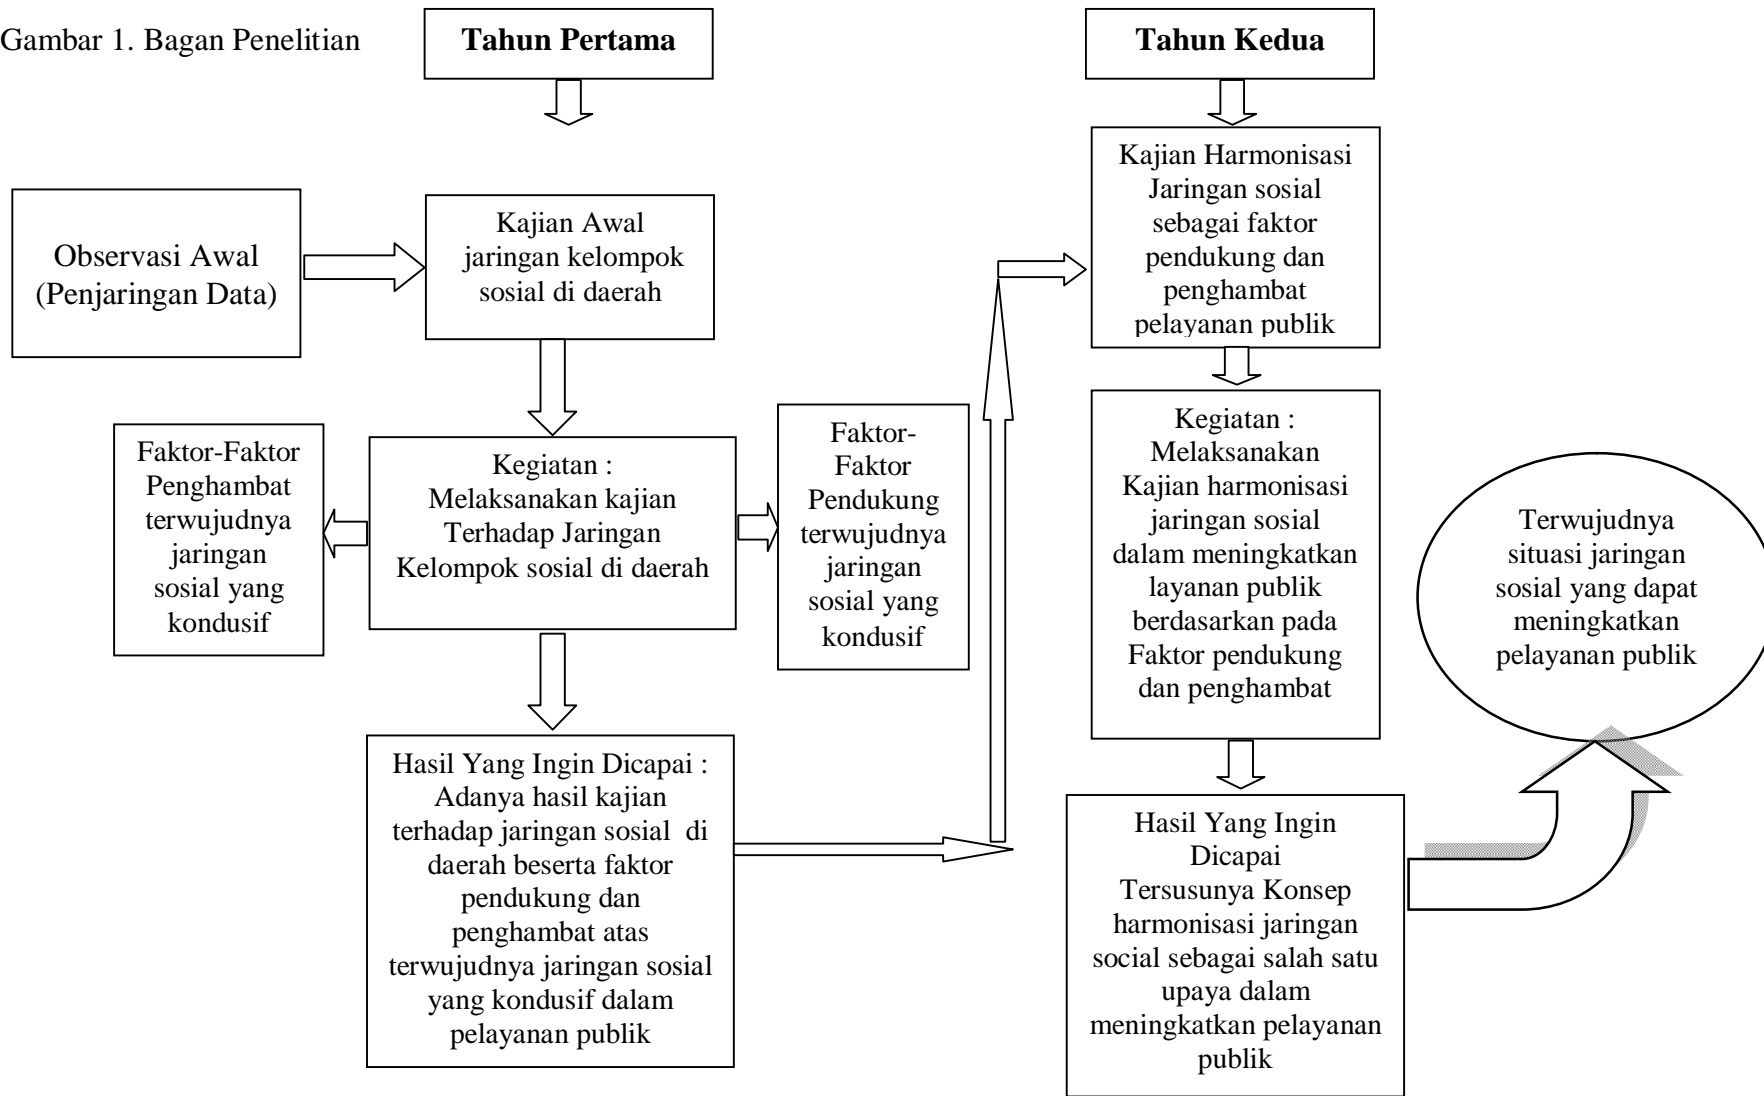 Gambar 1. Bagan Penelitian
Tahun Pertama
Observasi Awal
(Penjaringan Data)
Kajian Awal
jaringan kelompok
sosial di daerah
Faktor-Faktor
Penghambat
terwujudnya
jaringan
sosial yang
kondusif
Kegiatan :
Melaksanakan kajian
Terhadap Jaringan
Kelompok sosial di daerah
Faktor-
Faktor
Pendukung
terwujudnya
jaringan
sosial yang
kondusif
Hasil Yang Ingin Dicapai :
Adanya hasil kajian
terhadap jaringan sosial di
daerah beserta faktor
pendukung dan
penghambat atas
terwujudnya jaringan sosial
yang kondusif dalam
pelayanan publik
Tahun Kedua
Kajian Harmonisasi
Jaringan sosial
sebagai faktor
pendukung dan
penghambat
pelayanan publik
Kegiatan :
Melaksanakan
Kajian harmonisasi
jaringan sosial
dalam meningkatkan
layanan publik
berdasarkan pada
Faktor pendukung
dan penghambat
Hasil Yang Ingin
Dicapai
Tersusunya Konsep
harmonisasi jaringan
social sebagai salah satu
upaya dalam
meningkatkan pelayanan
publik
Terwujudnya
situasi jaringan
sosial yang dapat
meningkatkan
pelayanan publik